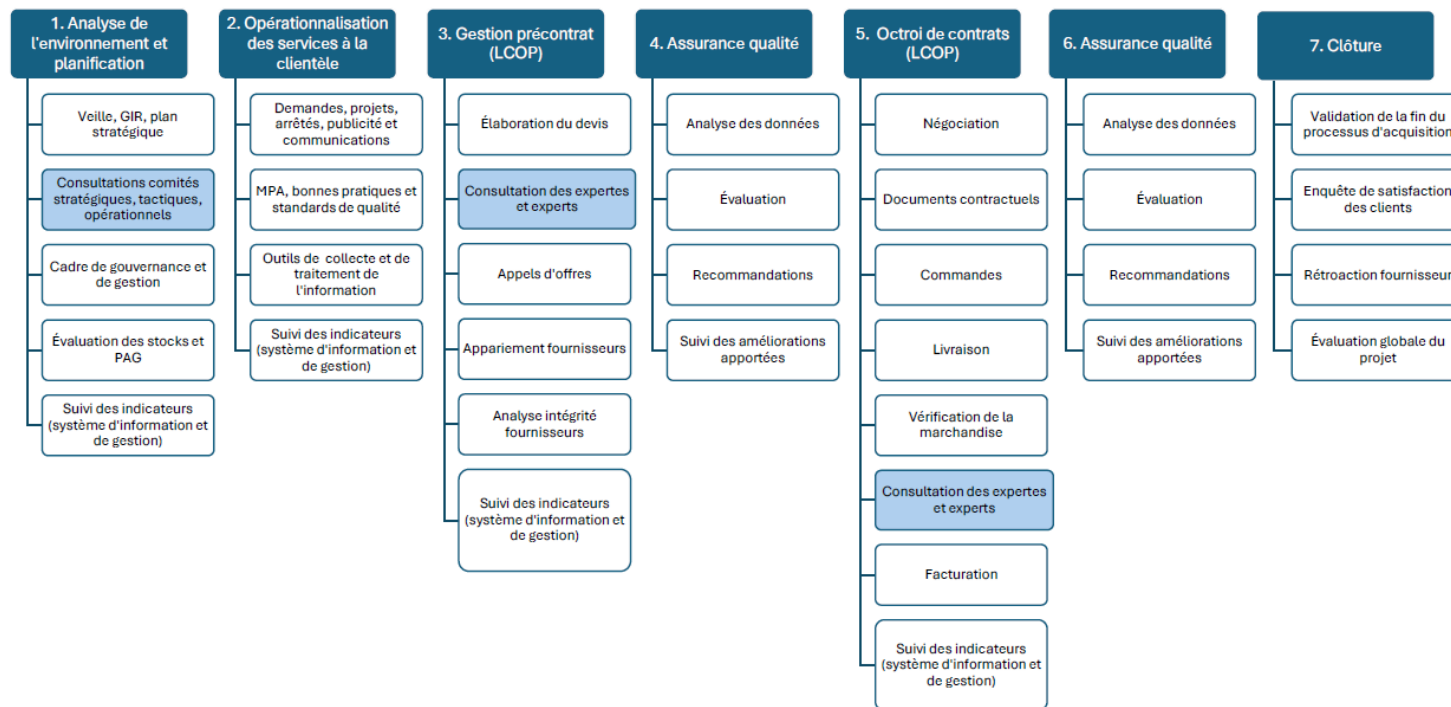 1. Analyse de
l'environnement et
planification
Veille, GIR, plan
stratégique
Consultations comités
stratégiques, tactiques,
opérationnels
Cadre de gouvernance et
de gestion
Évaluation des stocks et
PAG
Suivi des indicateurs
(système d'information et
de gestion)
2. Opérationnalisation
des services à la
clientèle
Demandes, projets,
arrêtés, publicité et
communications
MPA, bonnes pratiques et
standards de qualité
Outils de collecte et de
traitement de
l'information
Suivi des indicateurs
(système d'information et
de gestion)
3. Gestion précontrat
(LCOP)
Élaboration du devis
Consultation des expertes
et experts
Appels d'offres
Appariement fournisseurs
Analyse intégrité
fournisseurs
Suivi des indicateurs
(système d'information et
de gestion)
4. Assurance qualité
Analyse des données
Évaluation
Recommandations
Suivi des améliorations
apportées
5. Octroi de contrats
(LCOP)
Négociation
Documents contractuels
Commandes
Livraison
Vérification de la
marchandise
Consultation des expertes
et experts
Facturation
Suivi des indicateurs
(système d'information et
de gestion)
6. Assurance qualité
Analyse des données
Évaluation
Recommandations
Suivi des améliorations
apportées
7. Clôture
Validation de la fin du
processus d'acquisition
Enquête de satisfaction
des clients
Rétroaction fournisseur
Évaluation globale du
projet